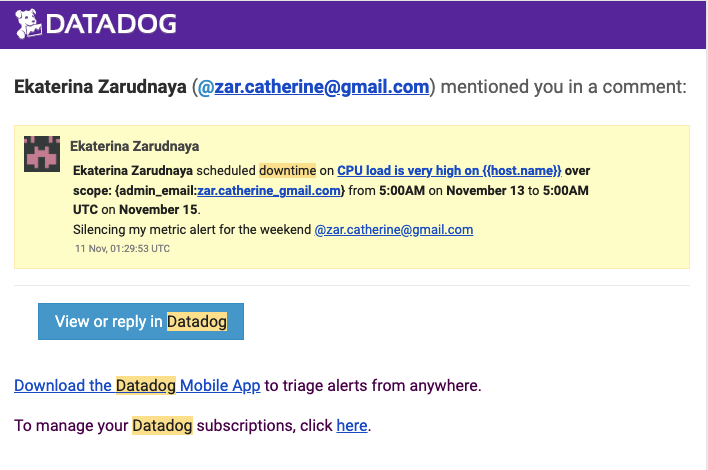 DATADOG
Ekaterina Zarudnaya (@zar.catherine@gmail.com) mentioned you in a comment:
Ekaterina Zarudnaya
Ekaterina Zarudnaya scheduled downtime on CPU load is very high on {{host.name}} over
scope: {admin_email:zar.catherine_gmail.com} from 5:00AM on November 13 to 5:00AM
UTC on November 15.
Silencing my metric alert for the weekend @zar.catherine@gmail.com
11 Nov, 01:29:53 UTC
View or reply in Datadog
Download the Datadog Mobile App to triage alerts from anywhere.
To manage your Datadog subscriptions, click here.